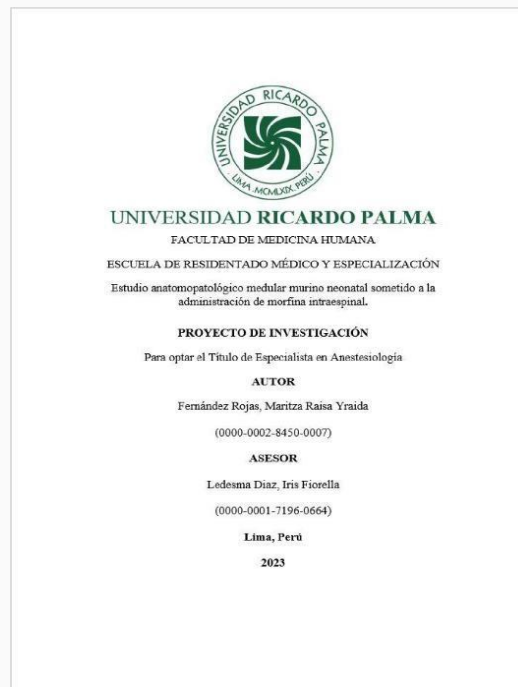 UNIVERSIDAD RICARDO PALMA
LIMA .MCMLXIX. PERÚ
UNIVERSIDAD RICARDO PALMA
FACULTAD DE MEDICINA HUMANA
ESCUELA DE RESIDENTADO MÉDICO Y ESPECIALIZACIÓN
Estudio anatomopatológico medular murino neonatal sometido a la
administración de morfina intraespinal.
PROYECTO DE INVESTIGACIÓN
Para optar el Título de Especialista en Anestesiología
AUTOR
Fernández Rojas, Maritza Raisa Yraida
(0000-0002-8450-0007)
ASESOR
Ledesma Diaz, Iris Fiorella
(0000-0001-7196-0664)
Lima, Perú
2023